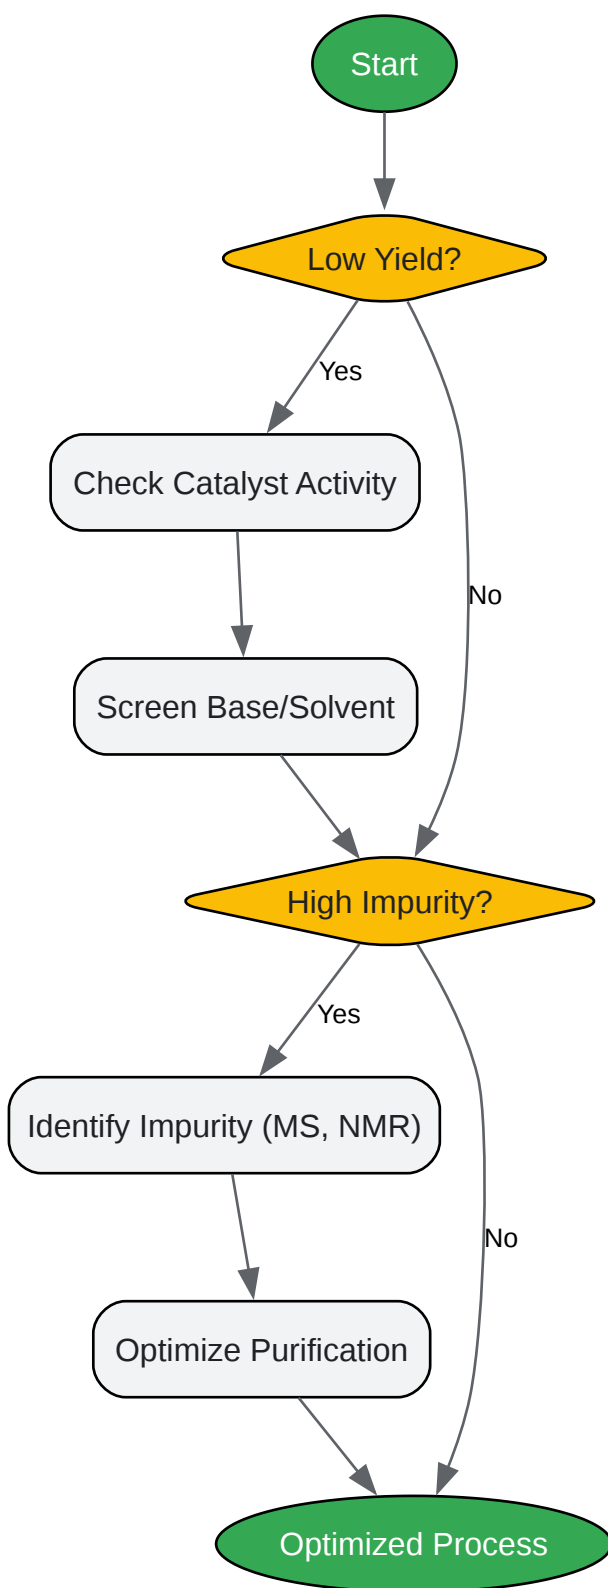 Start
Low Yield?
Yes
Check Catalyst Activity
No
Screen Base/Solvent
High Impurity?
Yes
Identify Impurity (MS, NMR)
No
Optimize Purification
Optimized Process